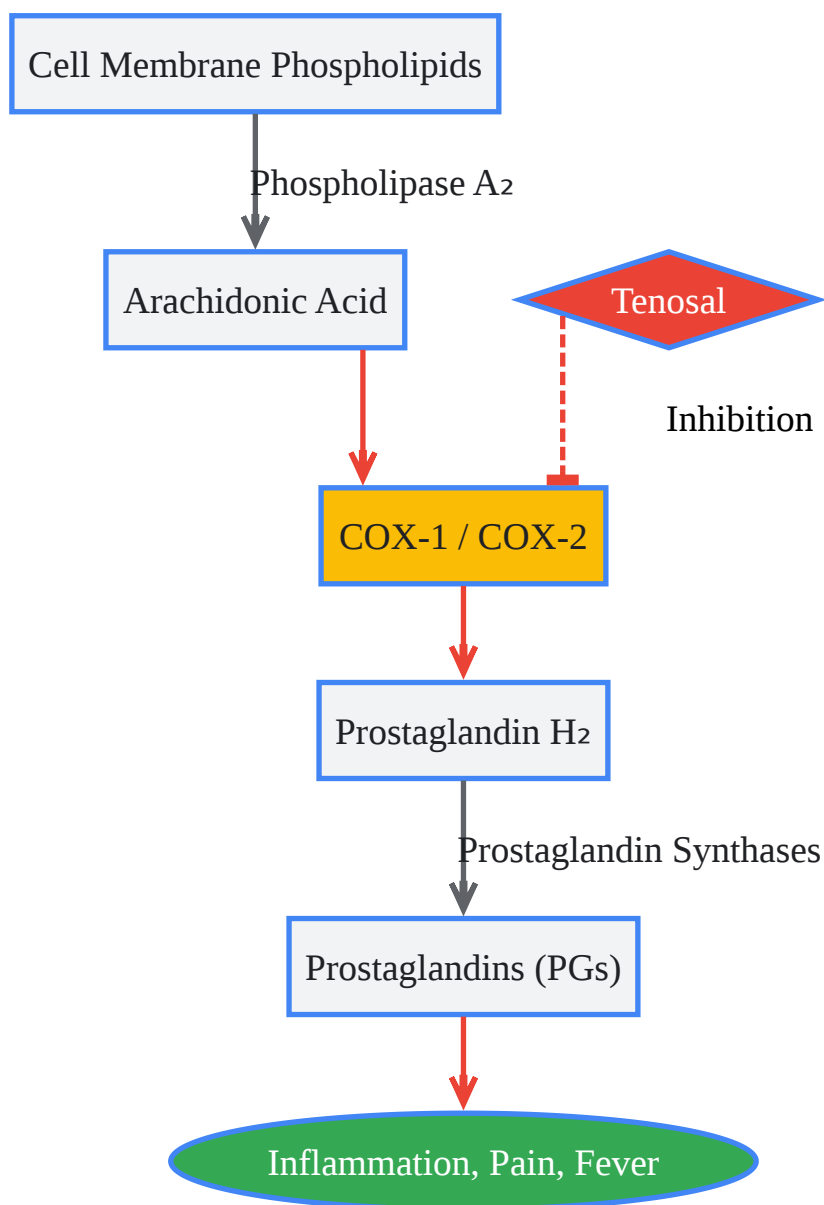 Cell Membrane Phospholipids
Phospholipase A₂
Arachidonic Acid
Tenosal
Inhibition
COX-1 / COX-2
Prostaglandin H₂
Prostaglandin Synthases
Prostaglandins (PGs)
Inflammation, Pain, Fever